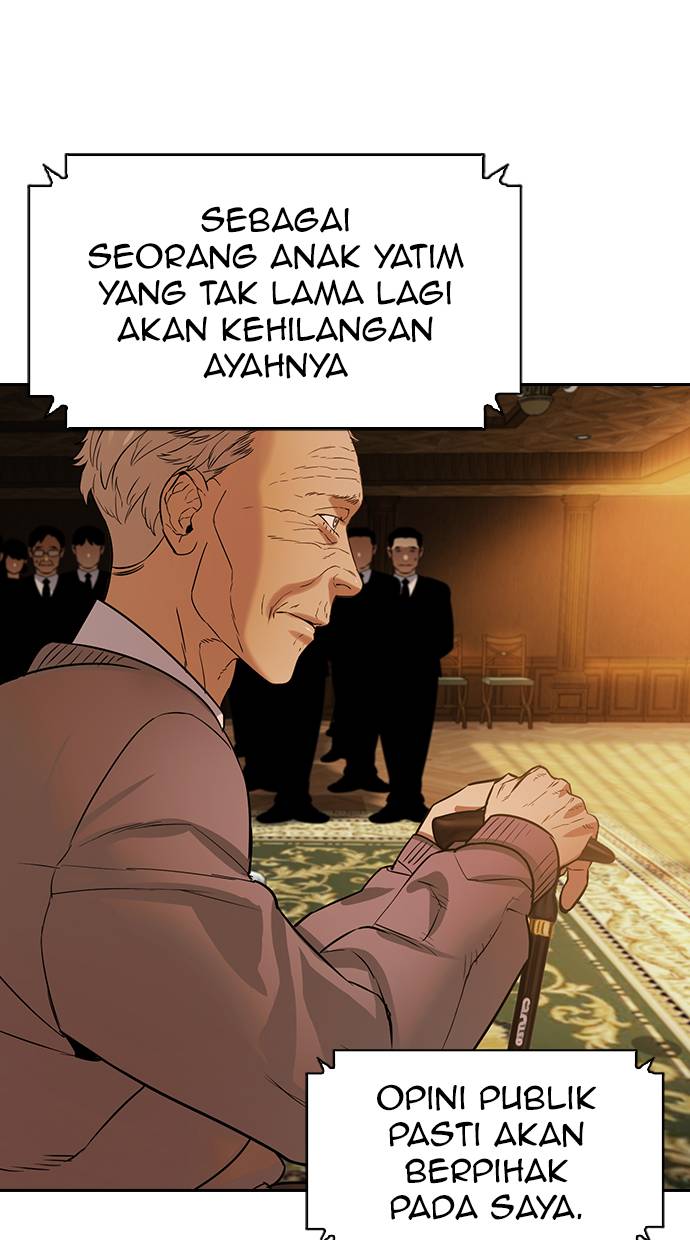 SEBAGAI
SEORANG ANAK YATIM
YANG TAK LAMA LAGI
AKAN KEHILANGAN
AYAHNYA
OPINI PUBLIK
PASTI AKAN
BERPIHAK
PADA SAYA.